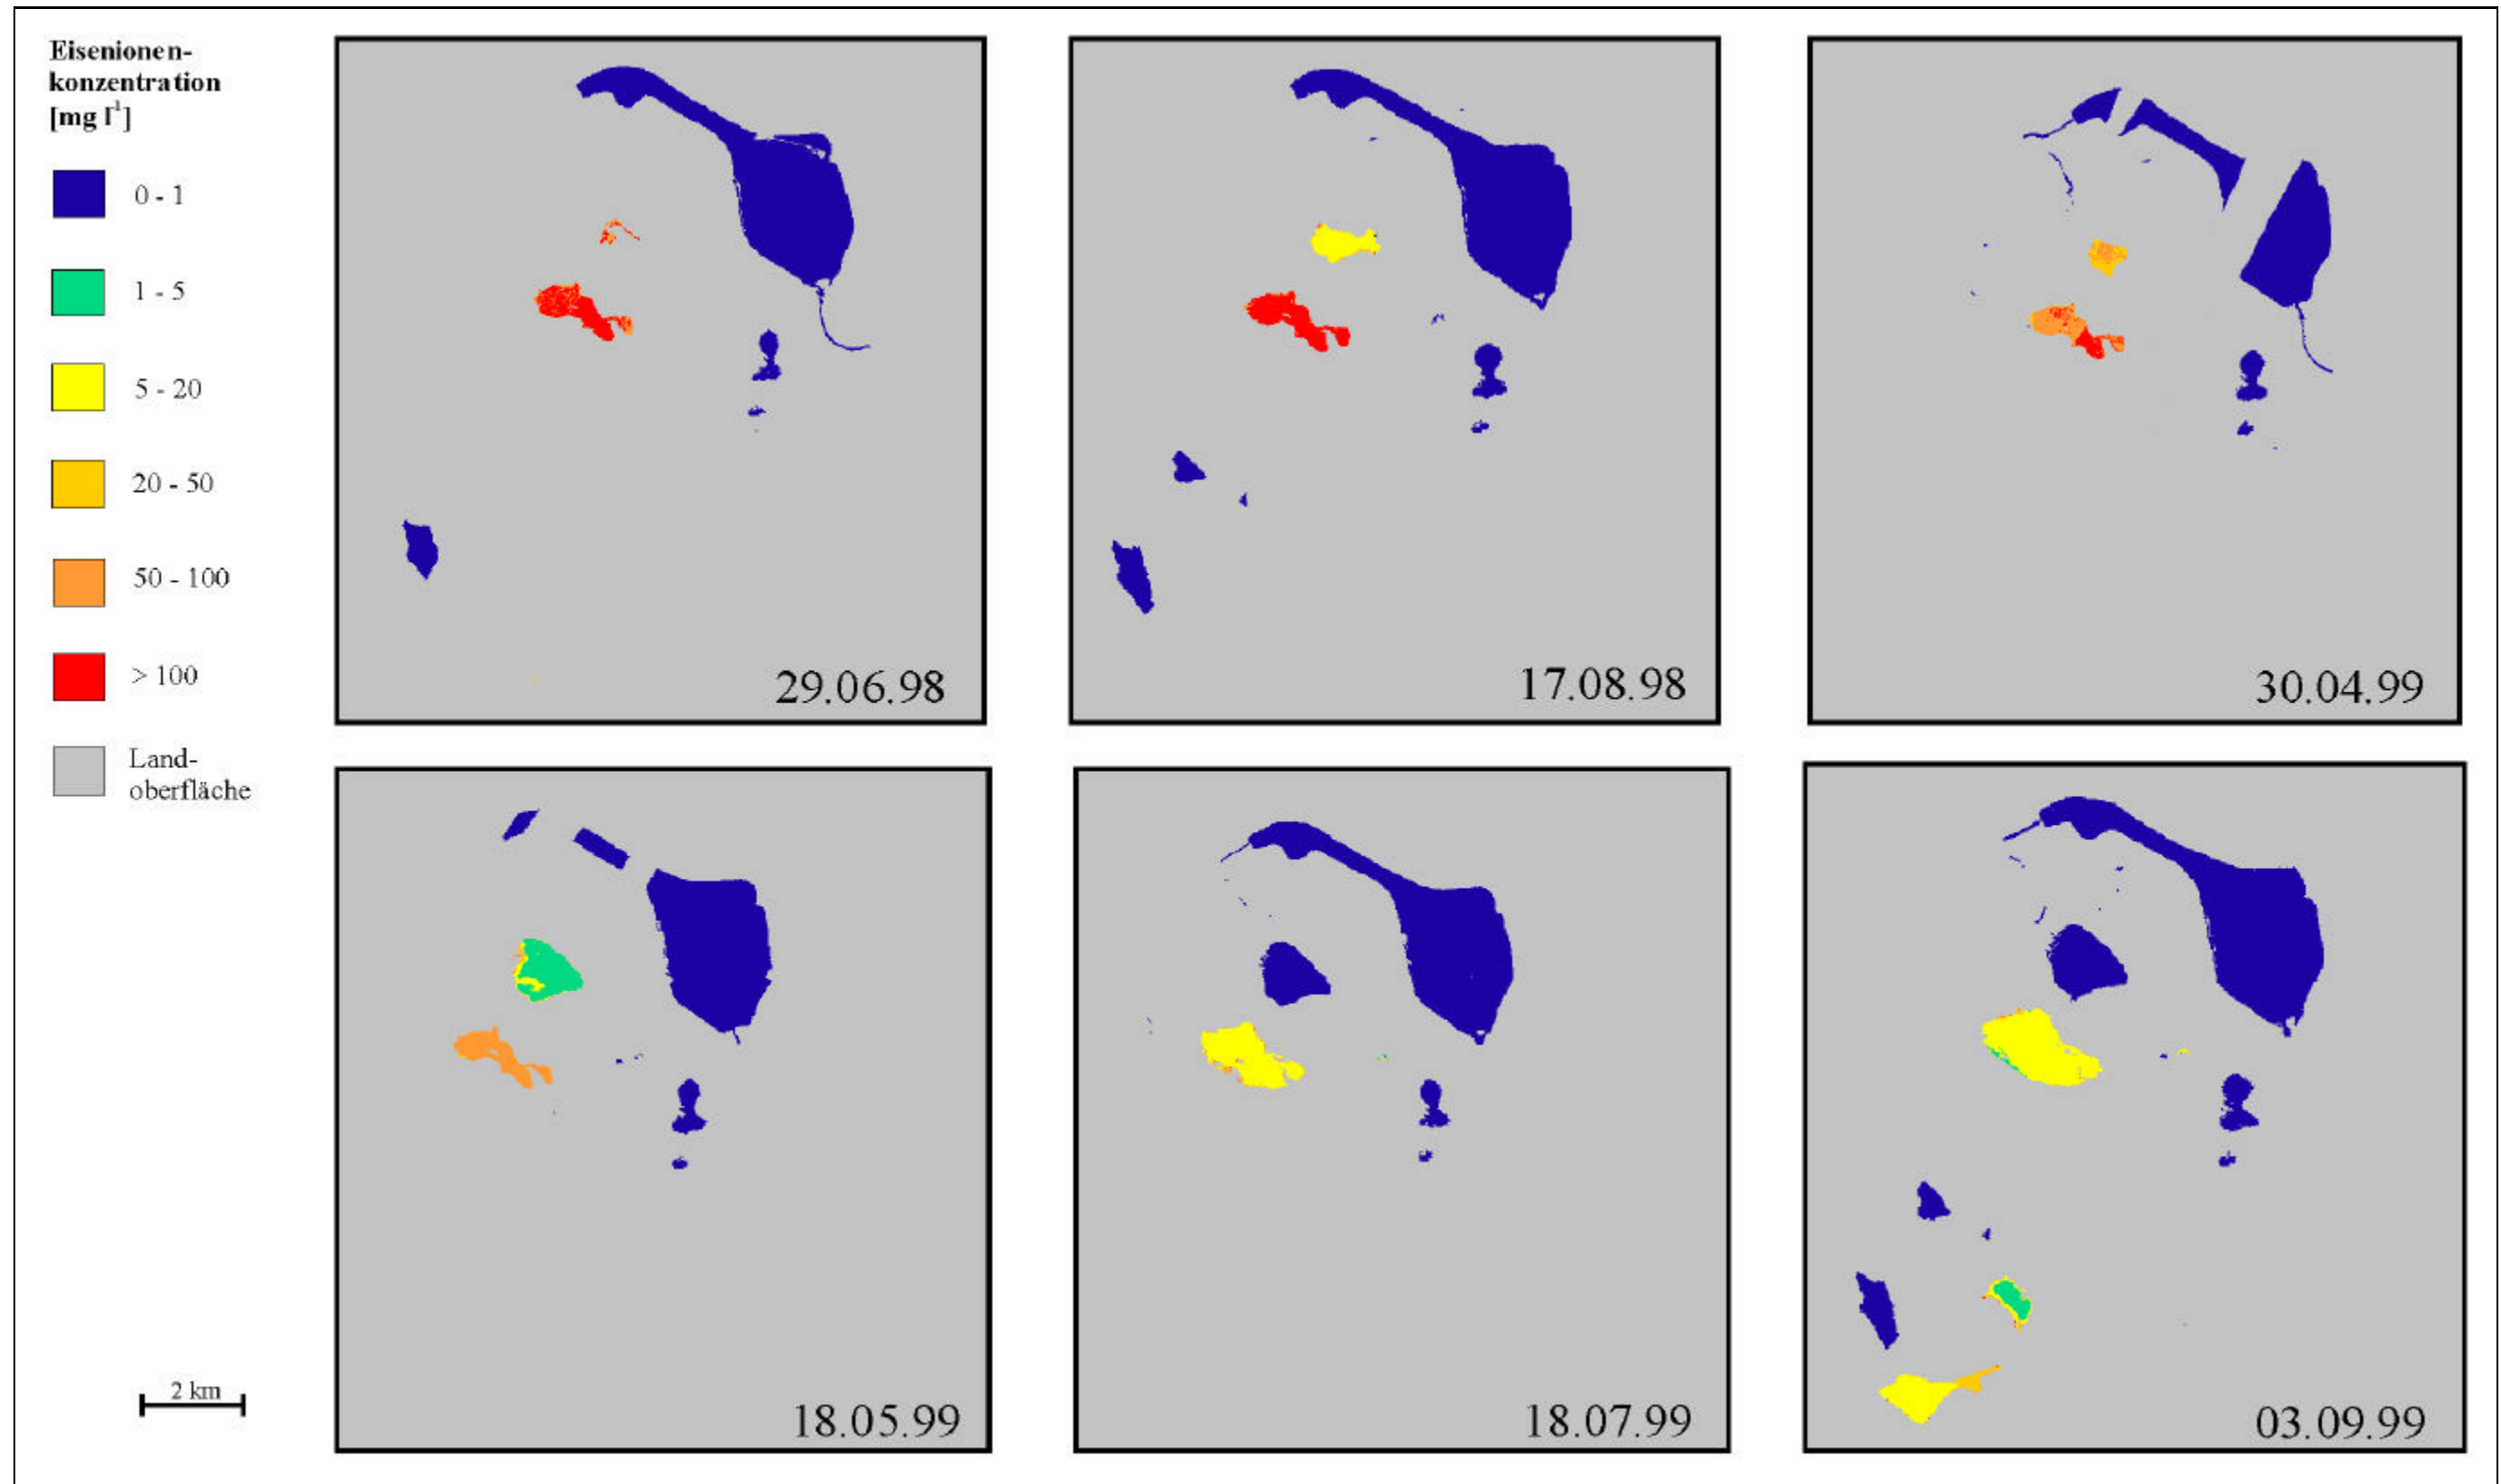 Eisenionen-
konzentration
[mg l⁻¹]
0 - 1
1 - 5
5 - 20
20 - 50
50 - 100
> 100
Land-
oberfläche
2 km
29.06.98
17.08.98
30.04.99
18.05.99
18.07.99
03.09.99